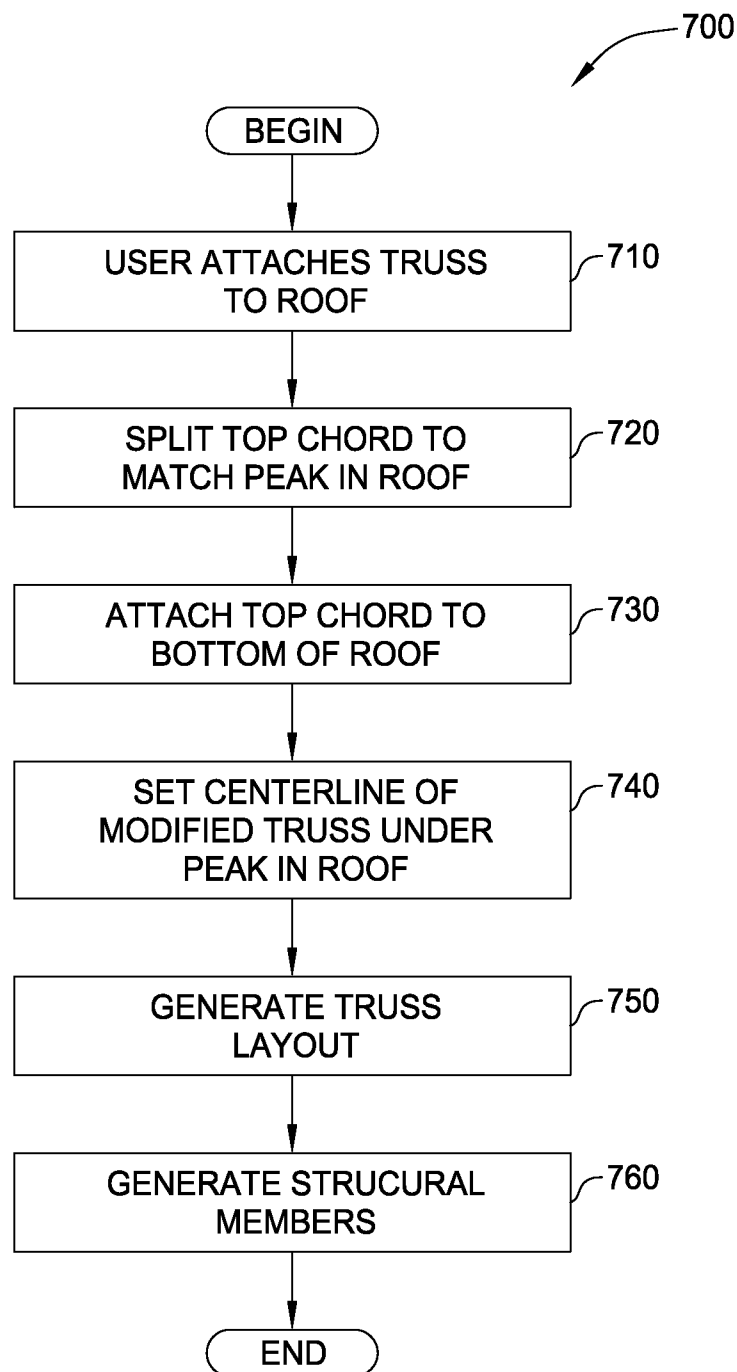 700
BEGIN
USER ATTACHES TRUSS
TO ROOF
710
SPLIT TOP CHORD TO
MATCH PEAK IN ROOF
720
ATTACH TOP CHORD TO
BOTTOM OF ROOF
730
SET CENTERLINE OF
MODIFIED TRUSS UNDER
PEAK IN ROOF
740
GENERATE TRUSS
LAYOUT
750
GENERATE STRUCURAL
MEMBERS
760
END